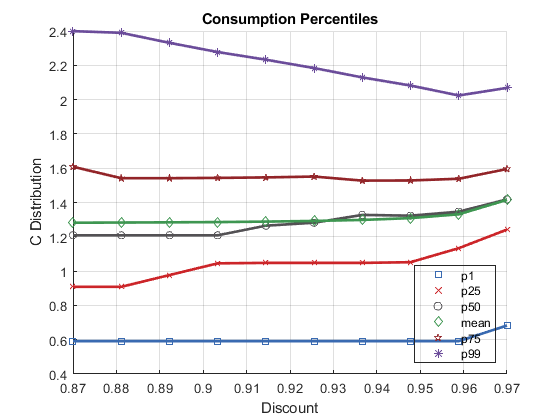 Consumption Percentiles
2.4
2.2
2
1.8
1.6
1.4
1.2
1
0.8
0.6
0.4
C Distribution
p1
p25
p50
mean
p75
p99
0.87 0.88 0.89 0.9 0.91 0.92 0.93 0.94 0.95 0.96 0.97
Discount